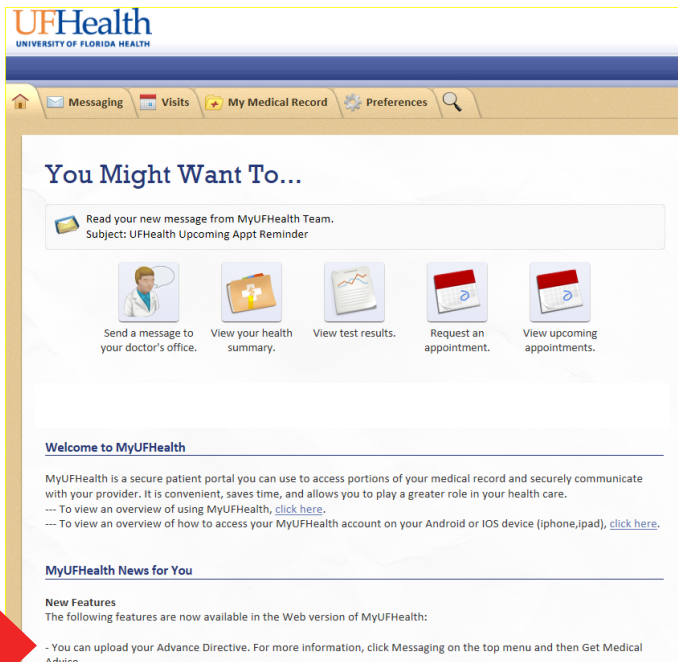 UFHealth
UNIVERSITY OF FLORIDA HEALTH
Messaging Visits My Medical Record Preferences
You Might Want To...
Read your new message from MyUFHealth Team.
Subject: UFHealth Upcoming Appt Reminder
Send a message to your doctor's office.
View your health summary.
View test results.
Request an appointment.
View upcoming appointments.
Welcome to MyUFHealth
MyUFHealth is a secure patient portal you can use to access portions of your medical record and securely communicate
with your provider. It is convenient, saves time, and allows you to play a greater role in your health care.
--- To view an overview of using MyUFHealth, click here.
--- To view an overview of how to access your MyUFHealth account on your Android or IOS device (iphone,ipad), click here.
MyUFHealth News for You
New Features
The following features are now available in the Web version of MyUFHealth:
- You can upload your Advance Directive. For more information, click Messaging on the top menu and then Get Medical
Advice